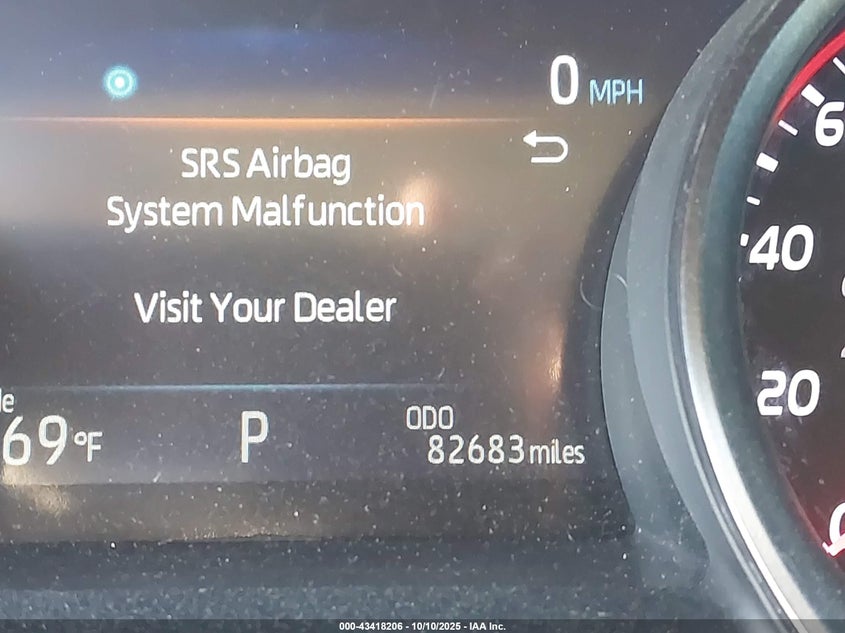 0 MPH
SRS Airbag
System Malfunction
Visit Your Dealer
69°F
P
ODO
82683 miles
40
20
0
000-43418206 - 10/10/2025 - IAA Inc.